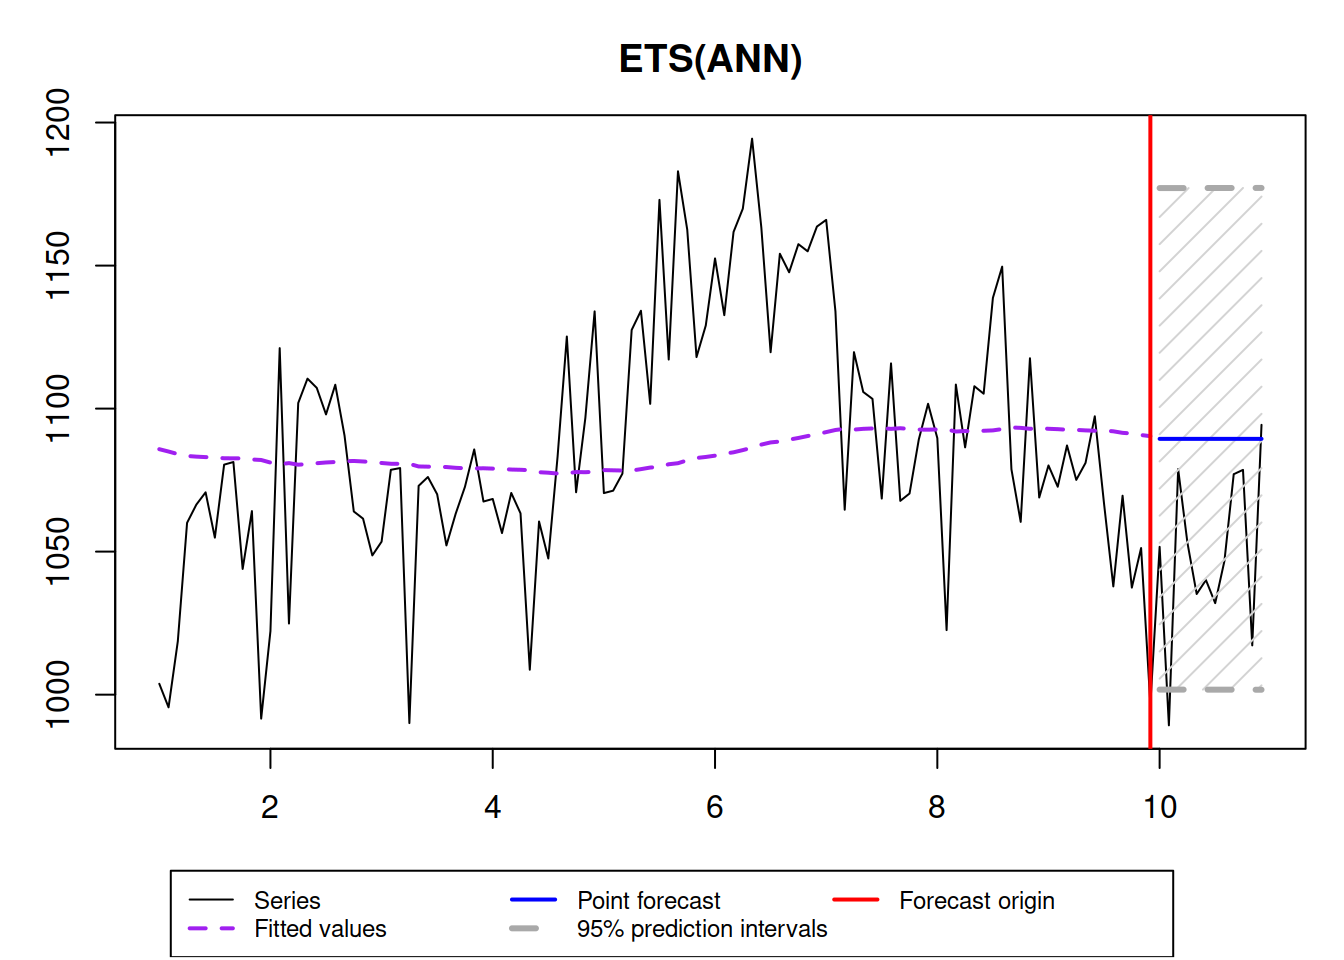 ETS(ANN)
1200
1150
1100
1050
1000
2 4 6 8 10
Series Point forecast Forecast origin
Fitted values 95% prediction intervals